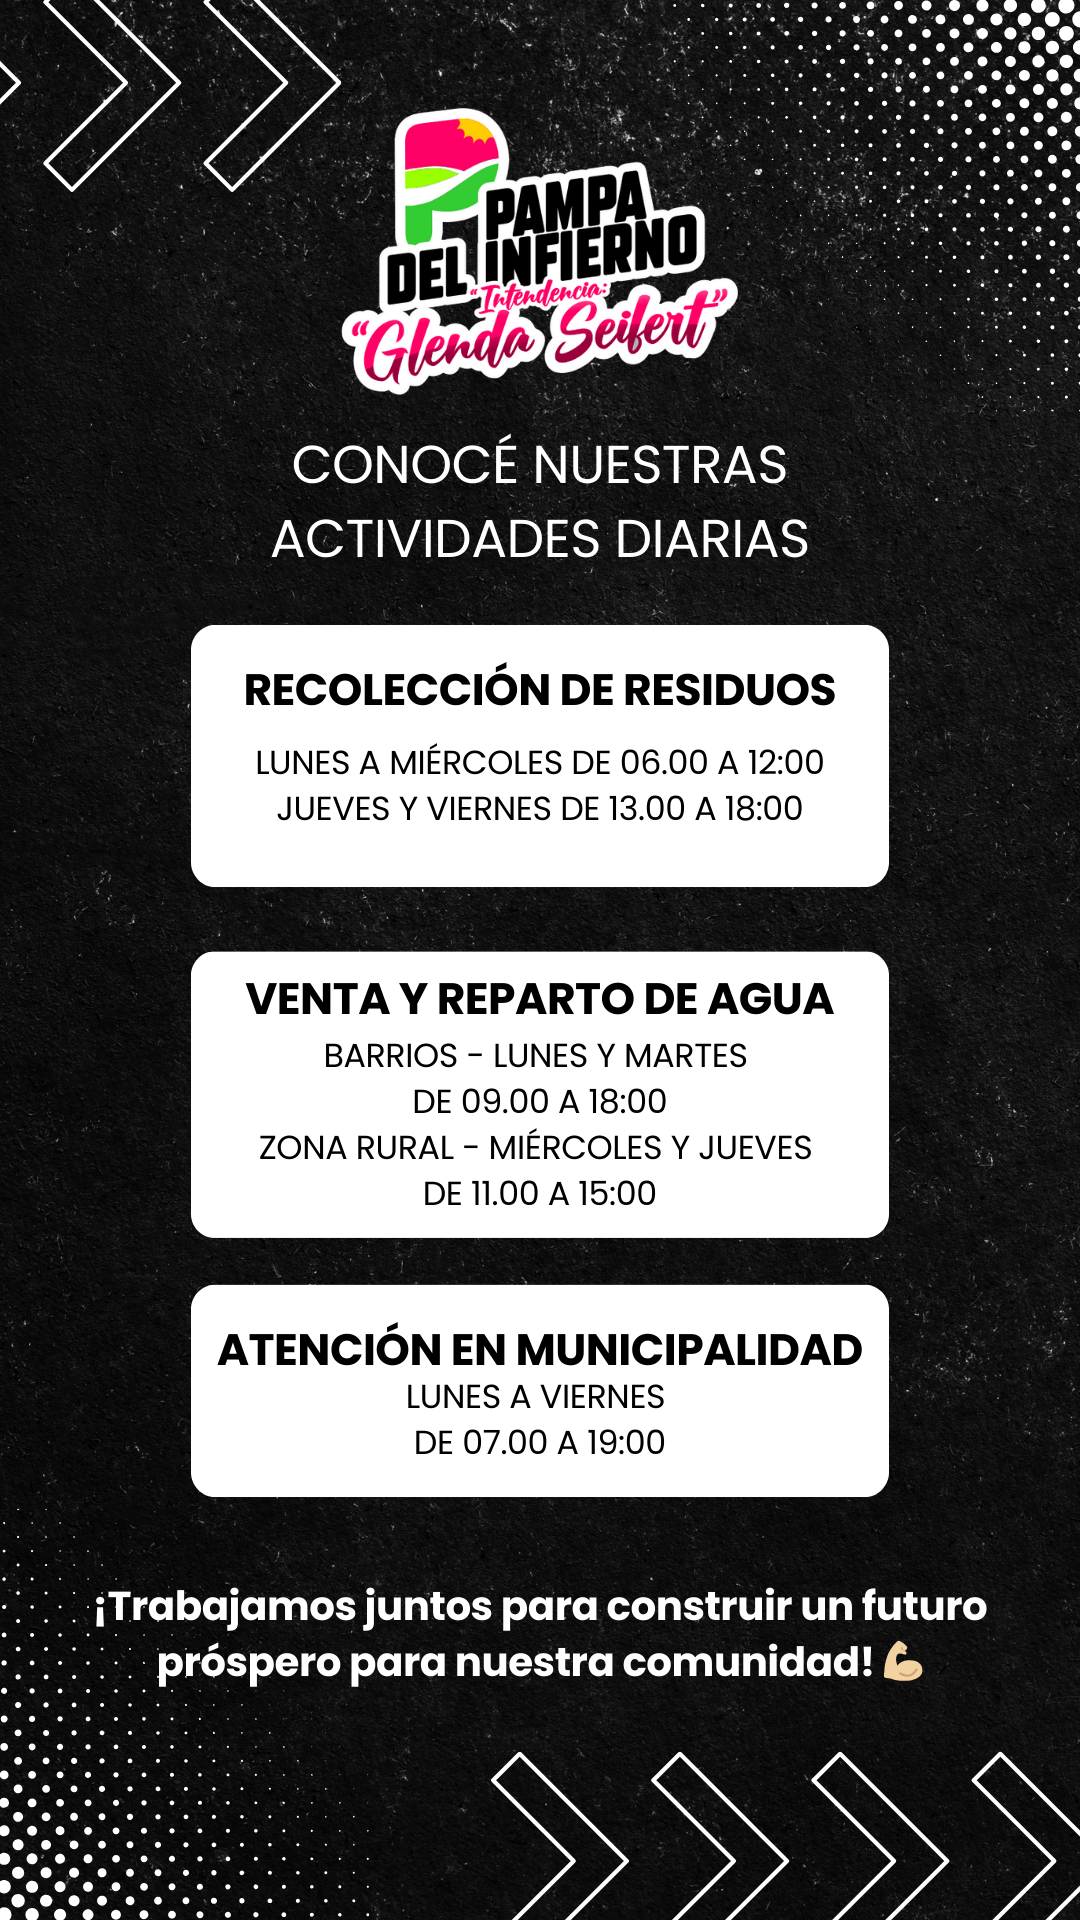 PAMPA
DEL INFIERNO
"Intendencia:
"Glenda Seifert"
CONOCÉ NUESTRAS
ACTIVIDADES DIARIAS
RECOLECCIÓN DE RESIDUOS
LUNES A MIÉRCOLES DE 06.00 A 12:00
JUEVES Y VIERNES DE 13.00 A 18:00
VENTA Y REPARTO DE AGUA
BARRIOS - LUNES Y MARTES
DE 09.00 A 18:00
ZONA RURAL - MIÉRCOLES Y JUEVES
DE 11.00 A 15:00
ATENCIÓN EN MUNICIPALIDAD
LUNES A VIERNES
DE 07.00 A 19:00
¡Trabajamos juntos para construir un futuro
próspero para nuestra comunidad! 💪🏼